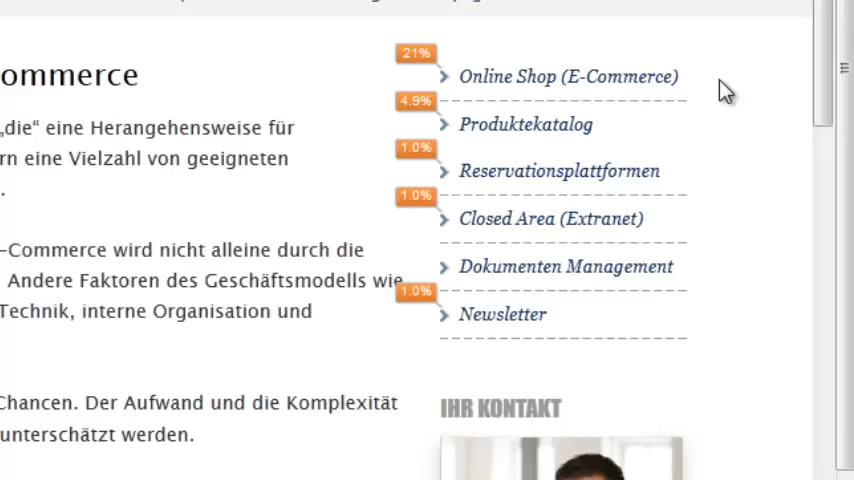 ommerce
„die“ eine Herangehensweise für
rn eine Vielzahl von geeigneten
.
-Commerce wird nicht alleine durch die
Andere Faktoren des Geschäftsmodells wie
Technik, interne Organisation und
Chancen. Der Aufwand und die Komplexität
unterschätzt werden.
21%
Online Shop (E-Commerce)
4.9%
Produktekatalog
1.0%
Reservationsplattformen
1.0%
Closed Area (Extranet)
Dokumenten Management
1.0%
Newsletter
IHR KONTAKT